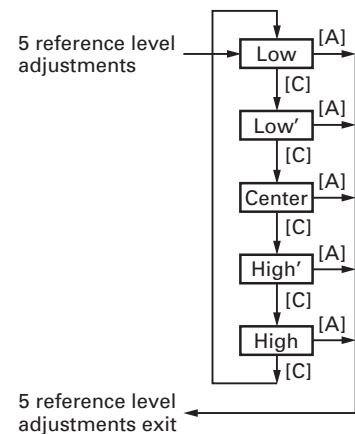 5 reference level
adjustments
Low
[A]
[C]
Low’
[A]
[C]
Center
[A]
[C]
High’
[A]
[C]
High
[A]
[C]
5 reference level
adjustments exit